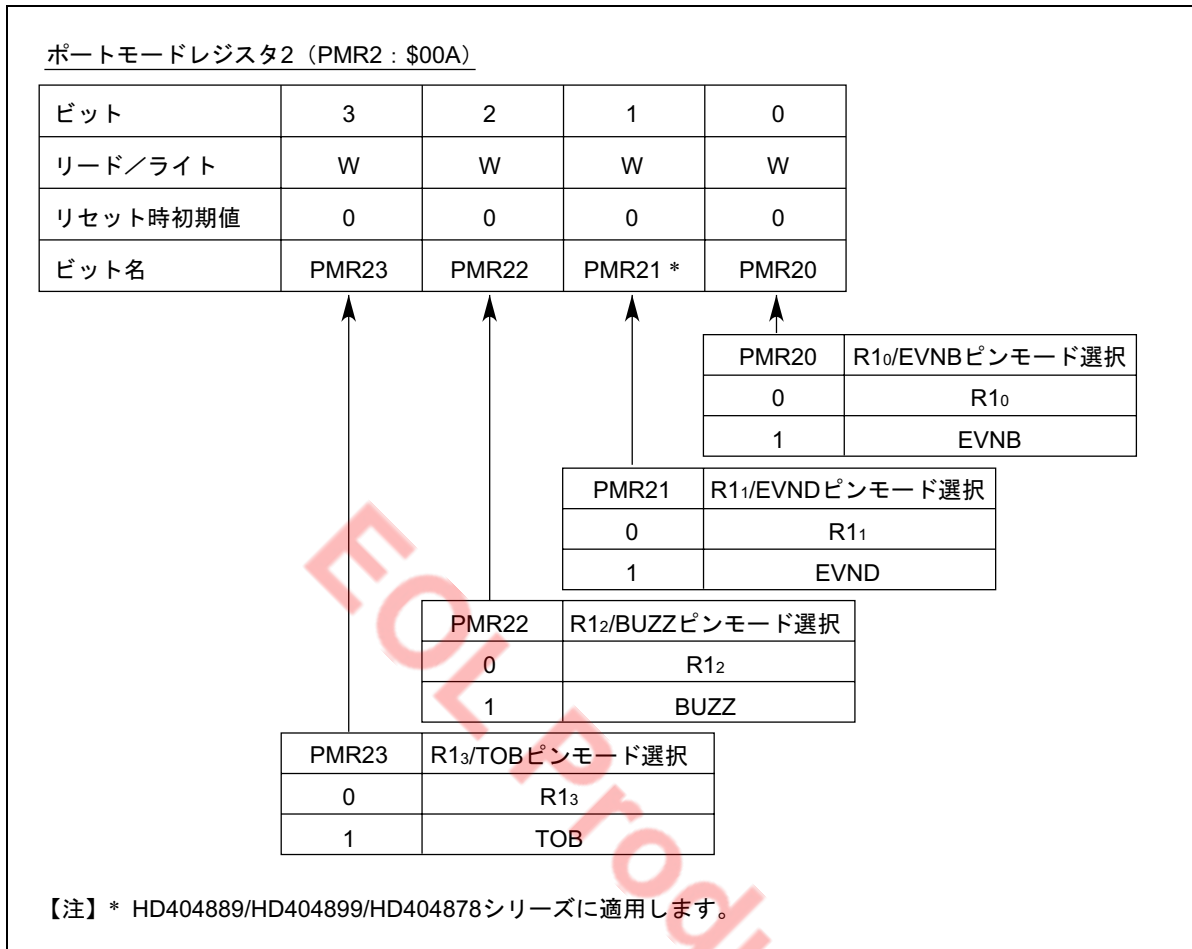 ポートモードレジスタ2（PMR2：$00A）
ビット 3 2 1 0
リード／ライト W W W W
リセット時初期値 0 0 0 0
ビット名 PMR23 PMR22 PMR21 * PMR20
PMR20 R10/EVNBピンモード選択
0 R10
1 EVNB
PMR21 R11/EVNDピンモード選択
0 R11
1 EVND
PMR22 R12/BUZZピンモード選択
0 R12
1 BUZZ
PMR23 R13/TOBピンモード選択
0 R13
1 TOB
【注】* HD404889/HD404899/HD404878シリーズに適用します。
EOL Produ